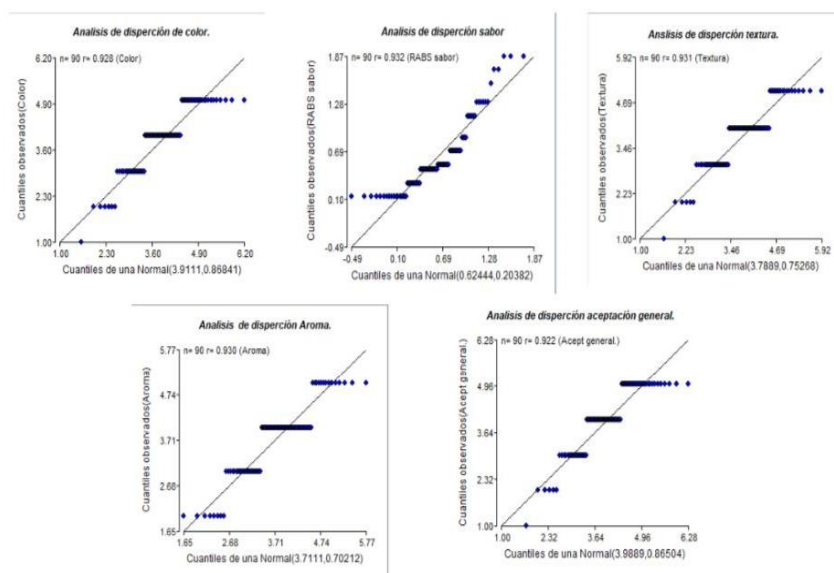 Analisis de disperción de color.
6.20
n= 90 r= 0.928 (Color)
4.90
3.60
2.30
1.00
Cuantiles observados(Color)
1.00 2.30 3.60 4.90 6.20
Cuantiles de una Normal(3.9111,0.86841)
Analisis de disperción sabor
1.87
n= 90 r= 0.932 (RABS sabor)
1.28
0.69
0.10
-0.49
Cuantiles observados(RABS sabor)
-0.49 0.10 0.69 1.28 1.87
Cuantiles de una Normal(0.62444,0.20382)
Anslisis de disperción textura.
5.92
n= 90 r= 0.931 (Textura)
4.69
3.46
2.23
1.00
Cuantiles observados(Textura)
1.00 2.23 3.46 4.69 5.92
Cuantiles de una Normal(3.7889,0.75268)
Analisis de disperción Aroma.
5.77
n= 90 r= 0.930 (Aroma)
4.74
3.71
2.68
1.65
Cuantiles observados(Aroma)
1.65 2.68 3.71 4.74 5.77
Cuantiles de una Normal(3.7111,0.70212)
Analisis de disperción aceptación general.
6.28
n= 90 r= 0.922 (Acept general.)
4.96
3.64
2.32
1.00
Cuantiles observados(Acept general.)
1.00 2.32 3.64 4.96 6.28
Cuantiles de una Normal(3.9889,0.86504)